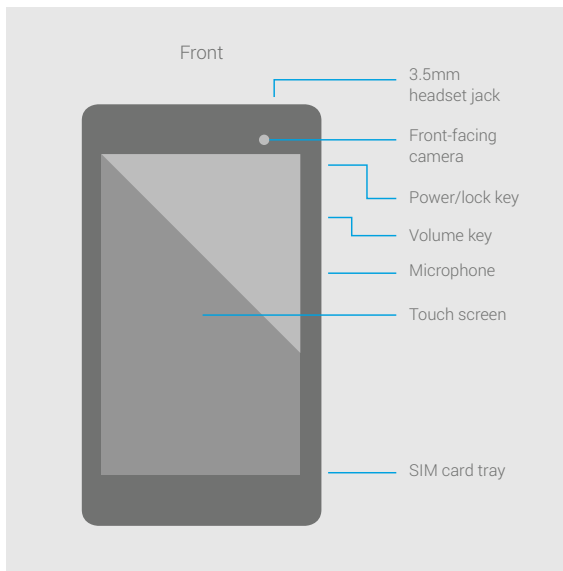 Front
3.5mm
headset jack
Front-facing
camera
Power/lock key
Volume key
Microphone
Touch screen
SIM card tray